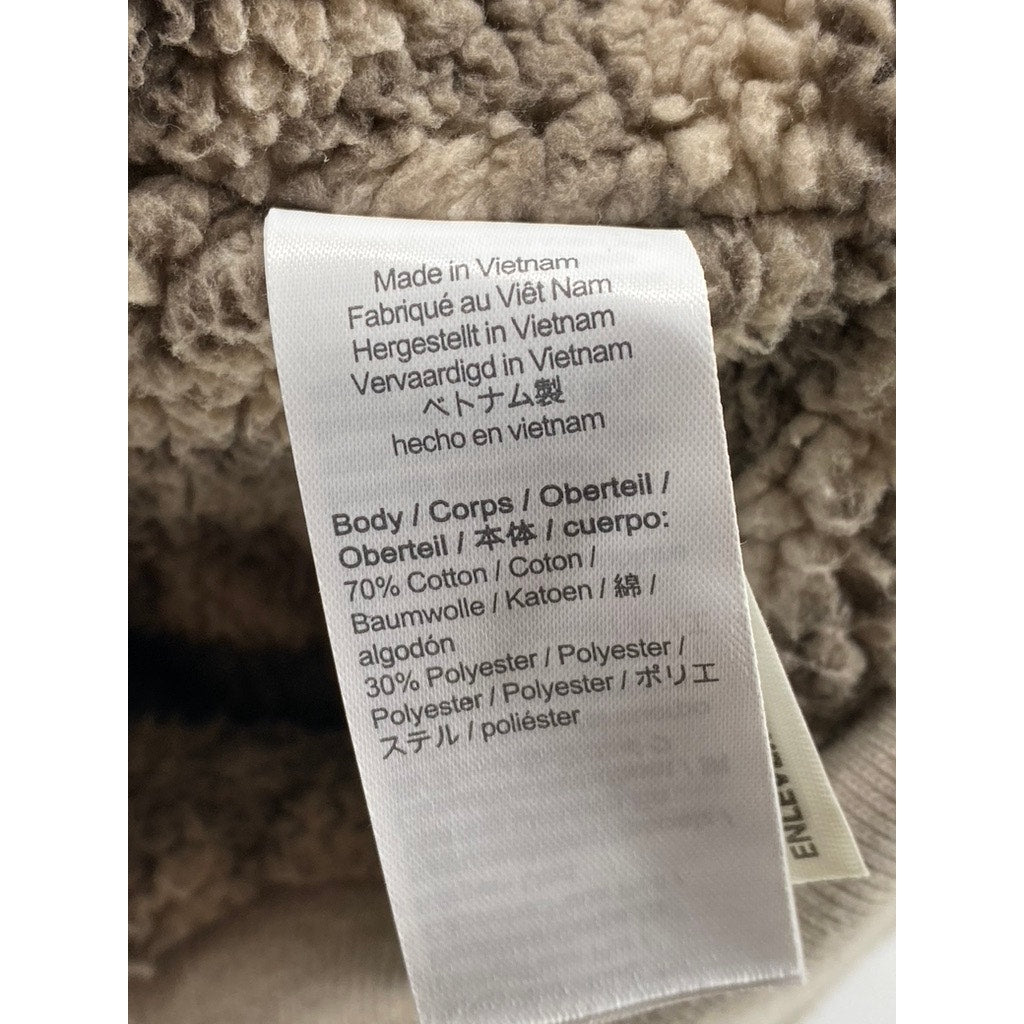 Made in Vietnam
Fabriqué au Viêt Nam
Hergestellt in Vietnam
Vervaardigd in Vietnam
ベトナム製
hecho en vietnam
Body / Corps / Oberteil /
Oberteil / 本体 / cuerpo:
70% Cotton / Coton /
Baumwolle / Katoen / 綿 /
algodón
30% Polyester / Polyester /
Polyester / Polyester / ポリエ
ステル / poliéster